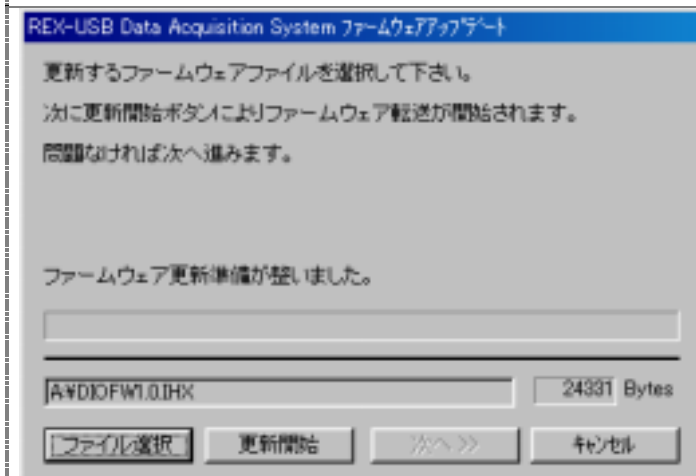 REX-USB Data Acquisition System ファームウェアアップデート
更新するファームウェアファイルを選択して下さい。
次に更新開始ボタンによりファームウェア転送が開始されます。
問題なければ次へ進みます。
ファームウェア更新準備が整いました。
A:¥DIOFW1.0.IHX 24331 Bytes
ファイル選択 更新開始 次へ >> キャンセル